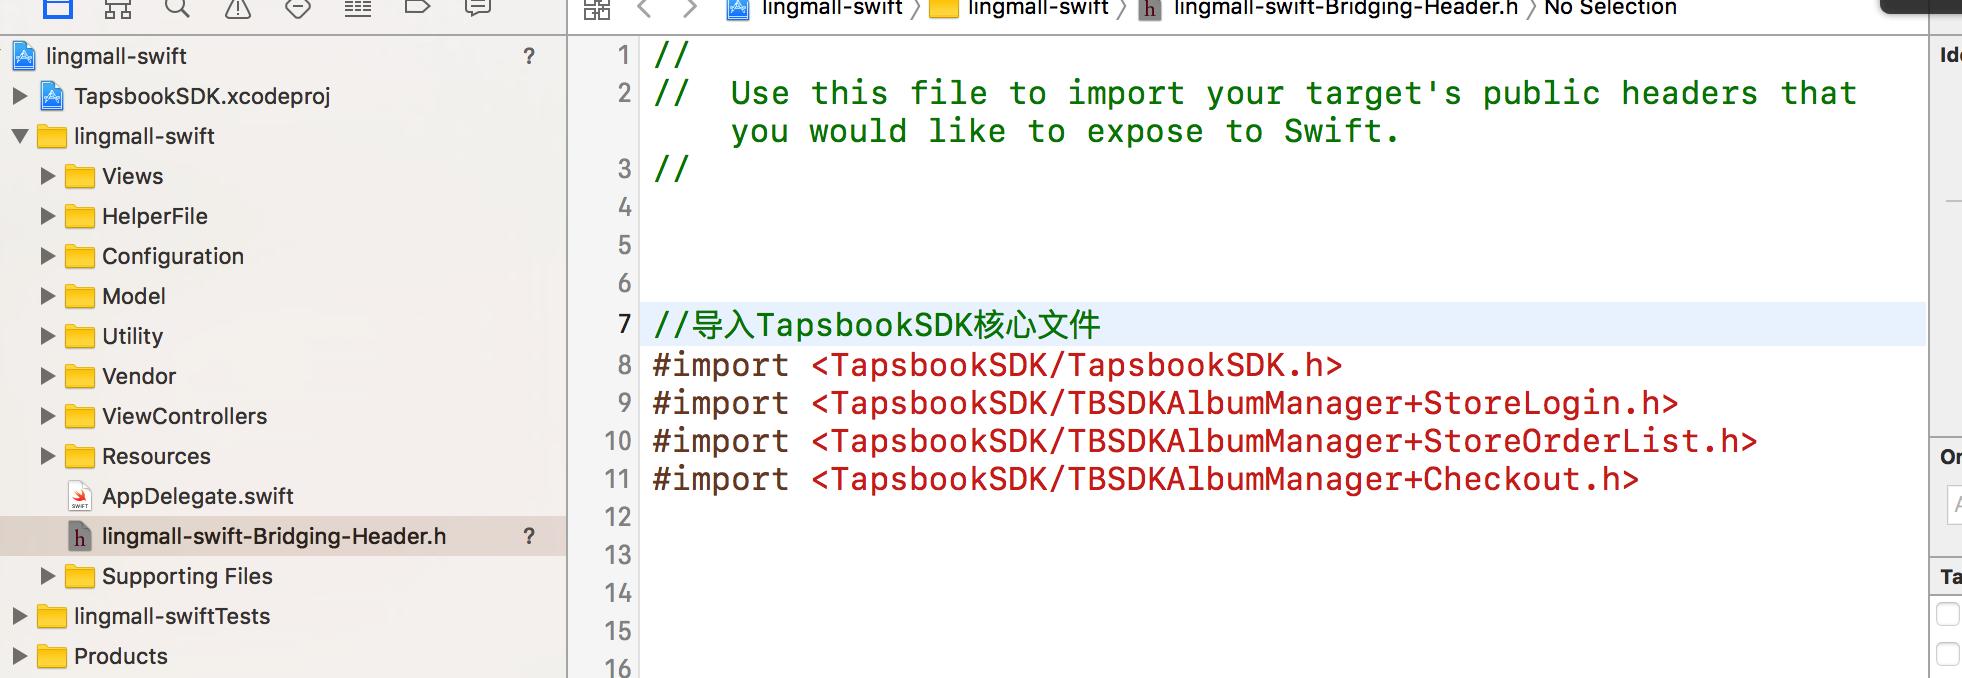 lingmall-swift
lingmall-swift
lingmall-swift-Bridging-Header.h
No Selection
lingmall-swift ?
TapsbookSDK.xcodeproj
lingmall-swift
Views
HelperFile
Configuration
Model
Utility
Vendor
ViewControllers
Resources
AppDelegate.swift
lingmall-swift-Bridging-Header.h ?
Supporting Files
lingmall-swiftTests
Products
1 //
2 // Use this file to import your target's public headers that
you would like to expose to Swift.
3 //
4
5
6
7 //导入TapsbookSDK核心文件
8 #import <TapsbookSDK/TapsbookSDK.h>
9 #import <TapsbookSDK/TBSDKAlbumManager+StoreLogin.h>
10 #import <TapsbookSDK/TBSDKAlbumManager+StoreOrderList.h>
11 #import <TapsbookSDK/TBSDKAlbumManager+Checkout.h>
12
13
14
15
16